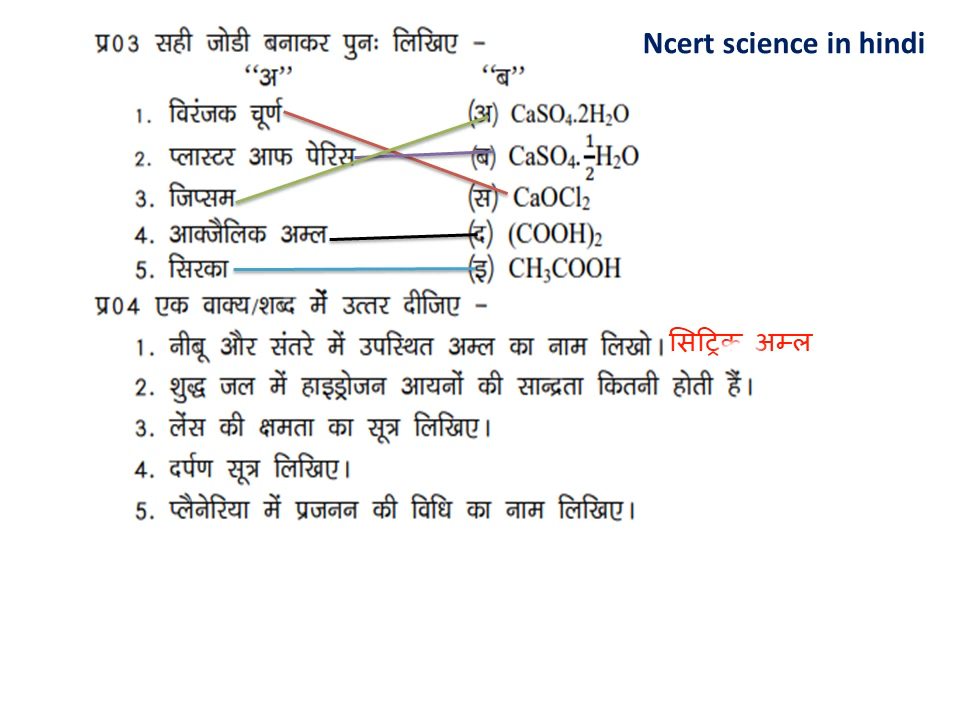 Ncert science in hindi
प्र03 सही जोडी बनाकर पुनः लिखिए -
“अ” “ब”
1. विरंजक चूर्ण (अ) CaSO₄.2H₂O
2. प्लास्टर आफ पेरिस (ब) CaSO₄.½H₂O
3. जिप्सम (स) CaOCl₂
4. आक्जैलिक अम्ल (द) (COOH)₂
5. सिरका (इ) CH₃COOH
प्र04 एक वाक्य/शब्द में उत्तर दीजिए -
1. नीबू और संतरे में उपस्थित अम्ल का नाम लिखो। सिट्रिक अम्ल
2. शुद्ध जल में हाइड्रोजन आयनों की सान्द्रता कितनी होती हैं।
3. लेंस की क्षमता का सूत्र लिखिए।
4. दर्पण सूत्र लिखिए।
5. प्लैनेरिया में प्रजनन की विधि का नाम लिखिए।